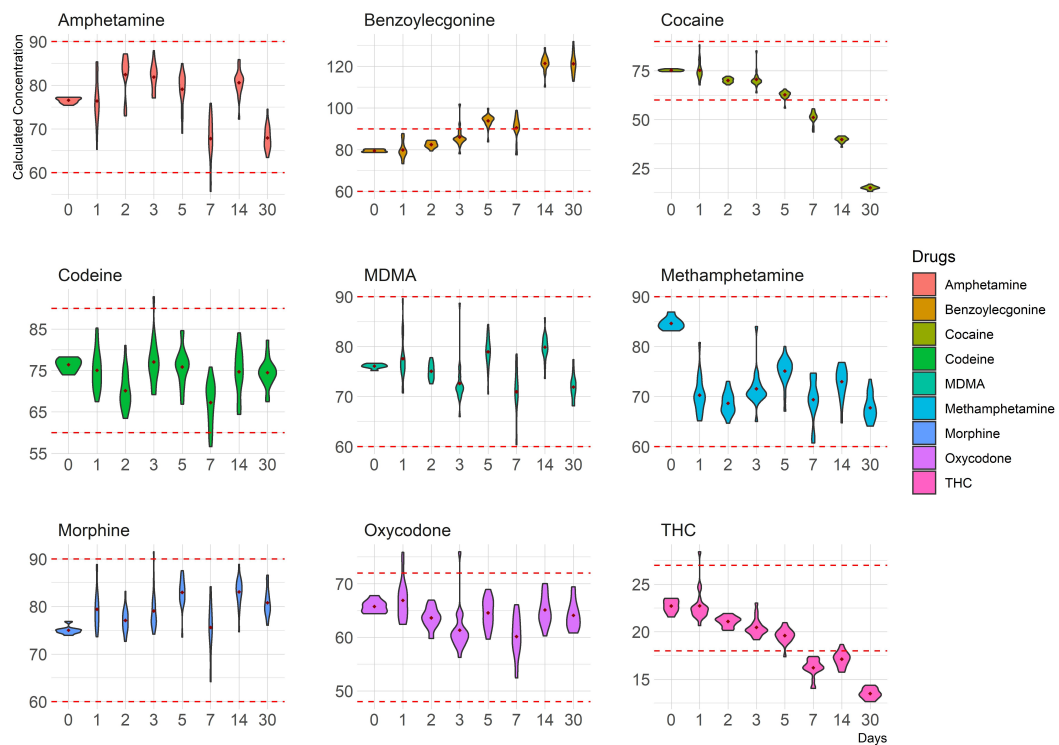 Amphetamine
Benzoylecgonine
Cocaine
Calculated Concentration
90
80
70
60
0 1 2 3 5 7 14 30
120
100
80
60
0 1 2 3 5 7 14 30
75
50
25
0 1 2 3 5 7 14 30
Codeine
MDMA
Methamphetamine
85
75
65
55
0 1 2 3 5 7 14 30
90
80
70
60
0 1 2 3 5 7 14 30
90
80
70
60
0 1 2 3 5 7 14 30
Drugs
Amphetamine
Benzoylecgonine
Cocaine
Codeine
MDMA
Methamphetamine
Morphine
Oxycodone
THC
Morphine
Oxycodone
THC
90
80
70
60
0 1 2 3 5 7 14 30
70
60
50
0 1 2 3 5 7 14 30
25
20
15
0 1 2 3 5 7 14 30
Days